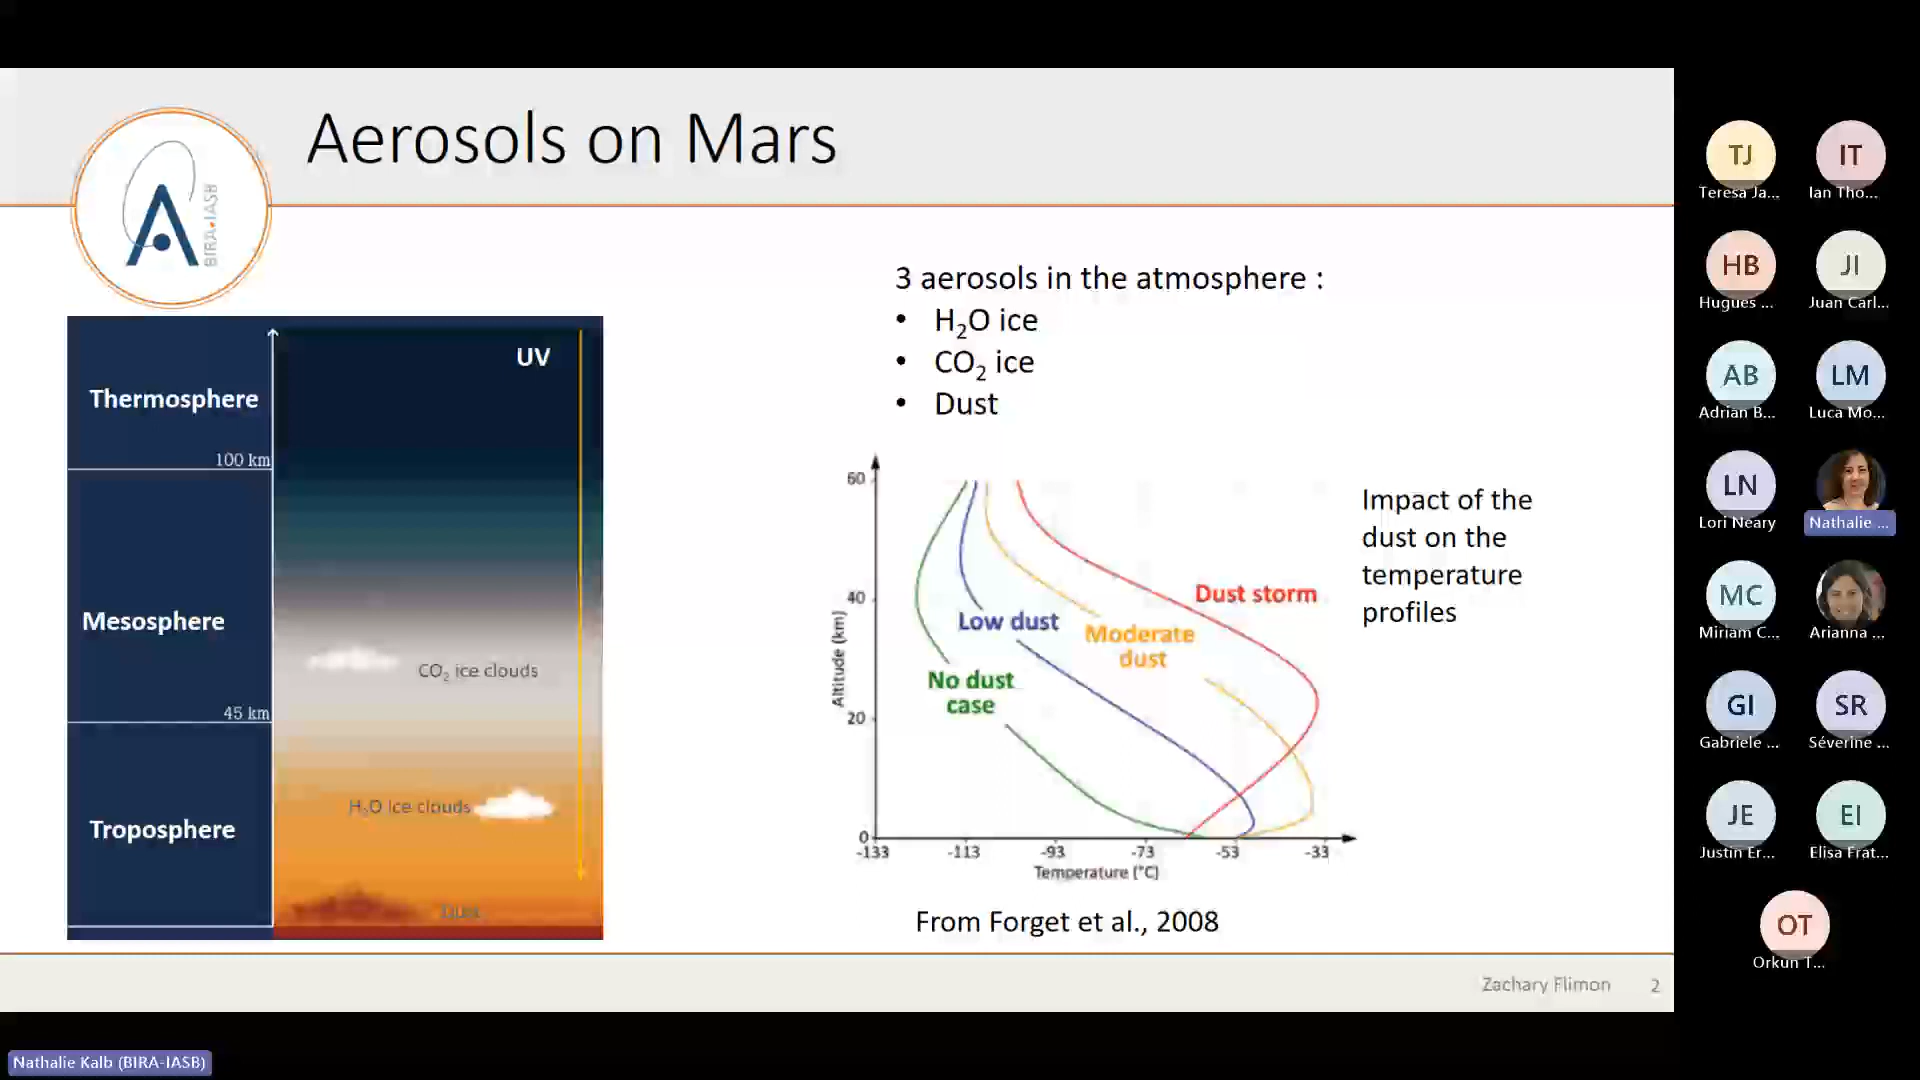 Aerosols on Mars
BIRA-IASB
3 aerosols in the atmosphere :
• H₂O ice
• CO₂ ice
• Dust
UV
Thermosphere
100 km
Mesosphere
CO₂ ice clouds
45 km
H₂O ice clouds
Troposphere
Dust
60
40
20
0
Altitude (km)
-133
-113
-93
-73
-53
-33
Temperature (°C)
Dust storm
Low dust
Moderate
dust
No dust
case
Impact of the
dust on the
temperature
profiles
From Forget et al., 2008
Zachary Flimon
2
TJ
Teresa Ja...
IT
Ian Tho...
HB
Hugues ...
JI
Juan Carl...
AB
Adrian B...
LM
Luca Mo...
LN
Lori Neary
Nathalie ...
MC
Miriam C...
Arianna ...
GI
Gabriele ...
SR
Séverine ...
JE
Justin Er...
EI
Elisa Frat...
OT
Orkun T...
Nathalie Kalb (BIRA-IASB)